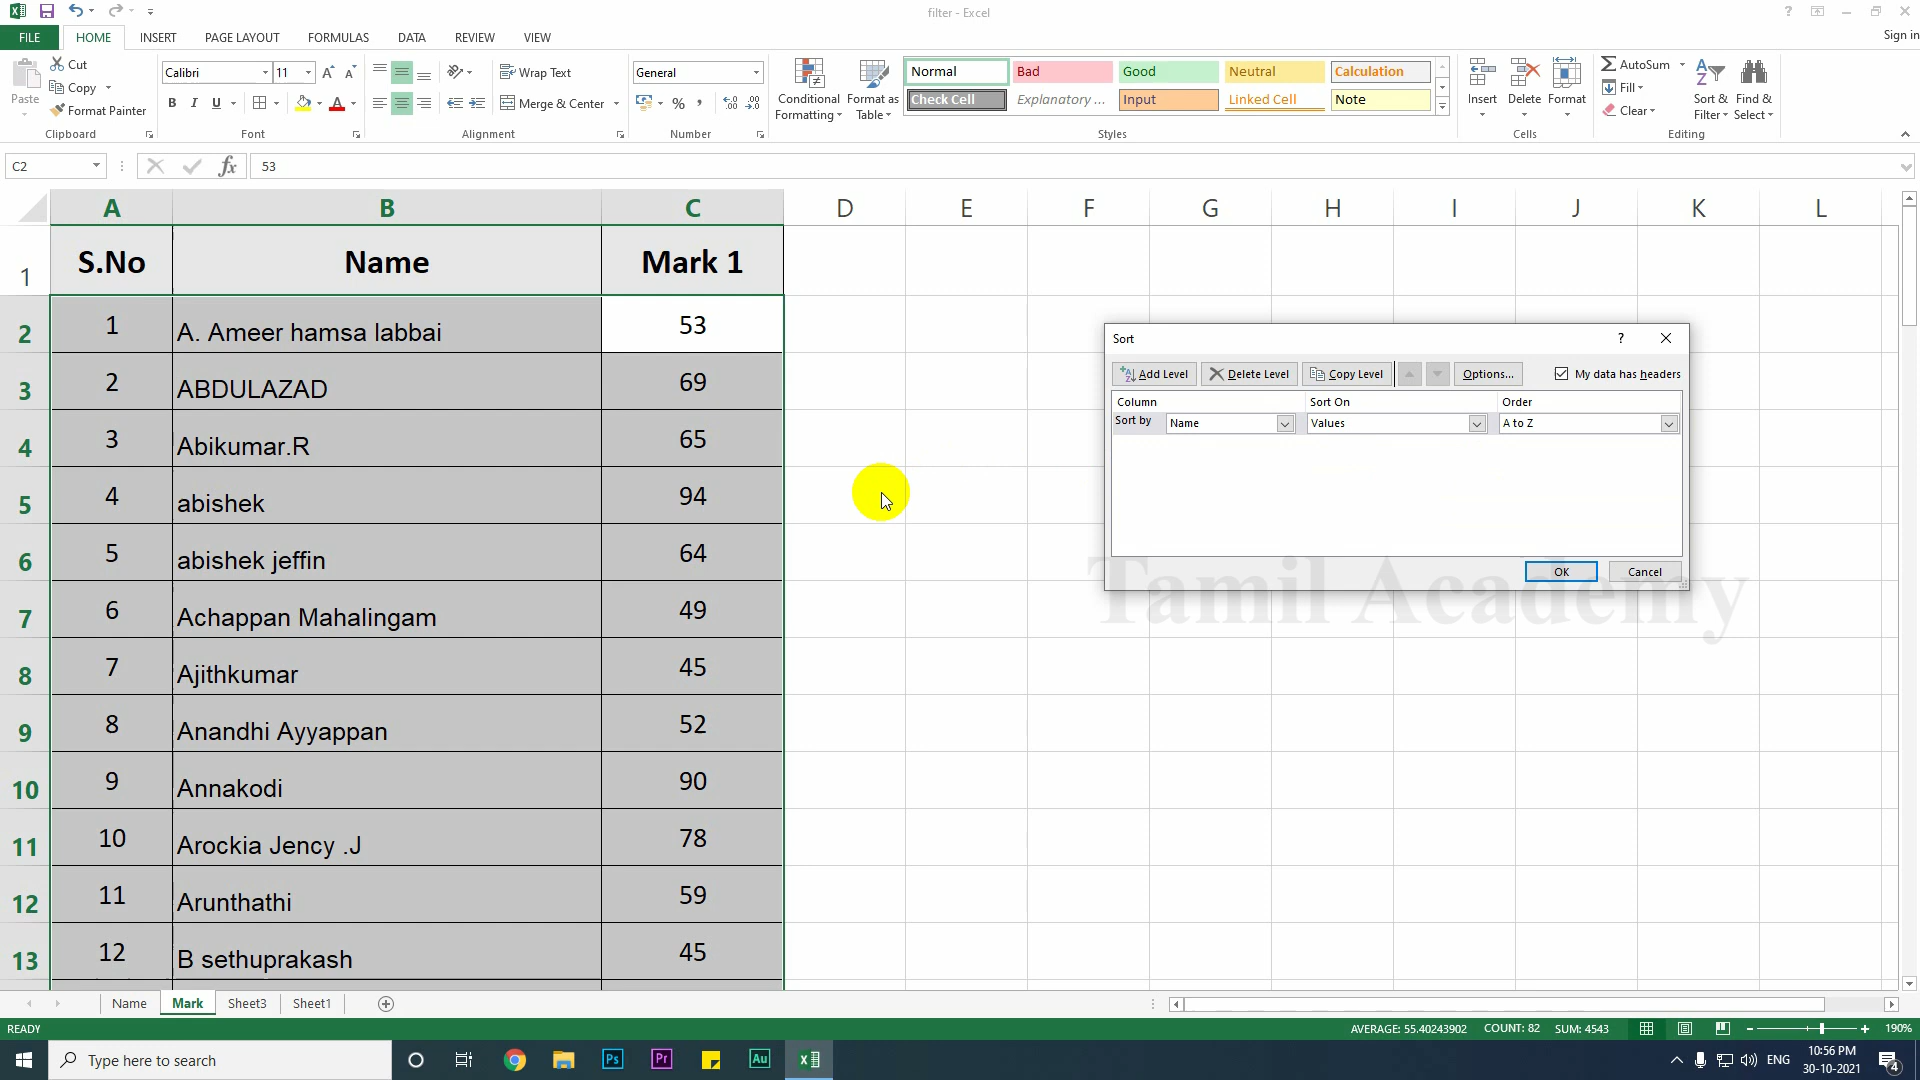 filter - Excel
Sign in
FILE HOME INSERT PAGE LAYOUT FORMULAS DATA REVIEW VIEW
Paste Cut Copy Format Painter Clipboard
Calibri 11 B I U Font
Wrap Text Merge & Center Alignment
General Number
Conditional Formatting Format as Table
Normal Bad Good Neutral Calculation
Check Cell Explanatory ... Input Linked Cell Note
Styles
Insert Delete Format Cells
AutoSum Fill Clear Sort & Filter Find & Select Editing
C2 fx 53
A B C D E F G H I J K L
1 S.No Name Mark 1
2 1 A. Ameer hamsa labbai 53
3 2 ABDULAZAD 69
4 3 Abikumar.R 65
5 4 abishek 94
6 5 abishek jeffin 64
7 6 Achappan Mahalingam 49
8 7 Ajithkumar 45
9 8 Anandhi Ayyappan 52
10 9 Annakodi 90
11 10 Arockia Jency .J 78
12 11 Arunthathi 59
13 12 B sethuprakash 45
Sort ?
Add Level Delete Level Copy Level Options... My data has headers
Column Sort On Order
Sort by Name Values A to Z
OK Cancel
Tamil Academy
Name Mark Sheet3 Sheet1
READY AVERAGE: 55.40243902 COUNT: 82 SUM: 4543 190%
Type here to search Ps Pr Au ENG 10:56 PM
30-10-2021 4